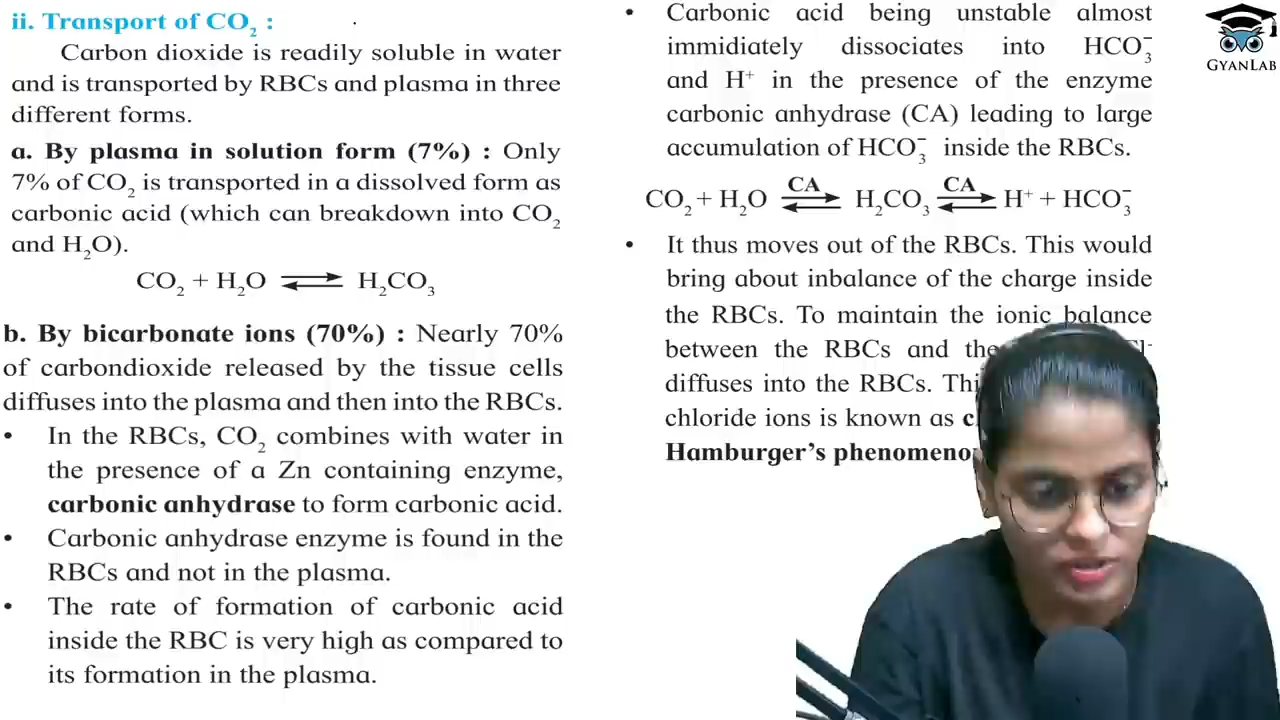 ii. Transport of CO₂ :
Carbon dioxide is readily soluble in water
and is transported by RBCs and plasma in three
different forms.
a. By plasma in solution form (7%) : Only
7% of CO₂ is transported in a dissolved form as
carbonic acid (which can breakdown into CO₂
and H₂O).
CO₂ + H₂O ⇌ H₂CO₃
b. By bicarbonate ions (70%) : Nearly 70%
of carbondioxide released by the tissue cells
diffuses into the plasma and then into the RBCs.
• In the RBCs, CO₂ combines with water in
the presence of a Zn containing enzyme,
carbonic anhydrase to form carbonic acid.
• Carbonic anhydrase enzyme is found in the
RBCs and not in the plasma.
• The rate of formation of carbonic acid
inside the RBC is very high as compared to
its formation in the plasma.
• Carbonic acid being unstable almost
immidiately dissociates into HCO₃⁻
and H⁺ in the presence of the enzyme
carbonic anhydrase (CA) leading to large
accumulation of HCO₃⁻ inside the RBCs.
CA CA
CO₂ + H₂O ⇌ H₂CO₃ ⇌ H⁺ + HCO₃⁻
• It thus moves out of the RBCs. This would
bring about inbalance of the charge inside
the RBCs. To maintain the ionic balance
between the RBCs and the
diffuses into the RBCs.
chloride ions is known as
Hamburger's
GYANLAB